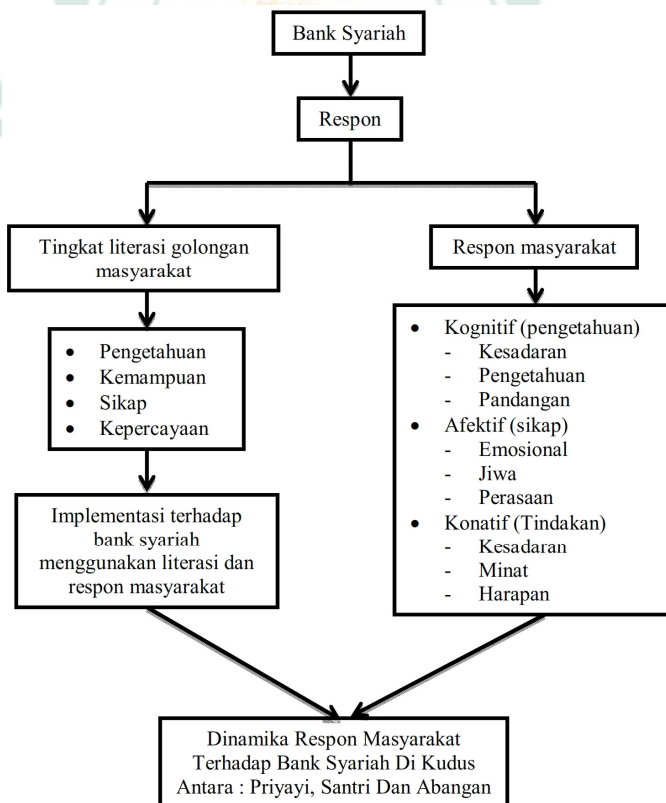 Bank Syariah
Respon
Tingkat literasi golongan
masyarakat
• Pengetahuan
• Kemampuan
• Sikap
• Kepercayaan
Implementasi terhadap
bank syariah
menggunakan literasi dan
respon masyarakat
Respon masyarakat
• Kognitif (pengetahuan)
- Kesadaran
- Pengetahuan
- Pandangan
• Afektif (sikap)
- Emosional
- Jiwa
- Perasaan
• Konatif (Tindakan)
- Kesadaran
- Minat
- Harapan
Dinamika Respon Masyarakat
Terhadap Bank Syariah Di Kudus
Antara : Priyayi, Santri Dan Abangan